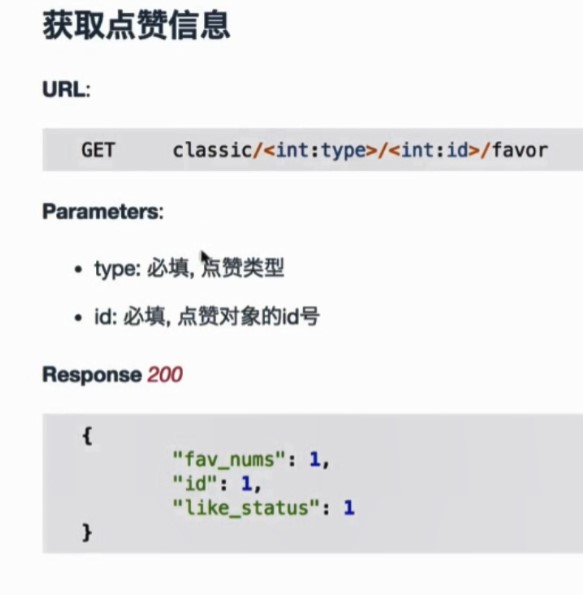 获取点赞信息
URL:
GET classic/<int:type>/<int:id>/favor
Parameters:
• type: 必填, 点赞类型
• id: 必填, 点赞对象的id号
Response 200
{
"fav_nums": 1,
"id": 1,
"like_status": 1
}